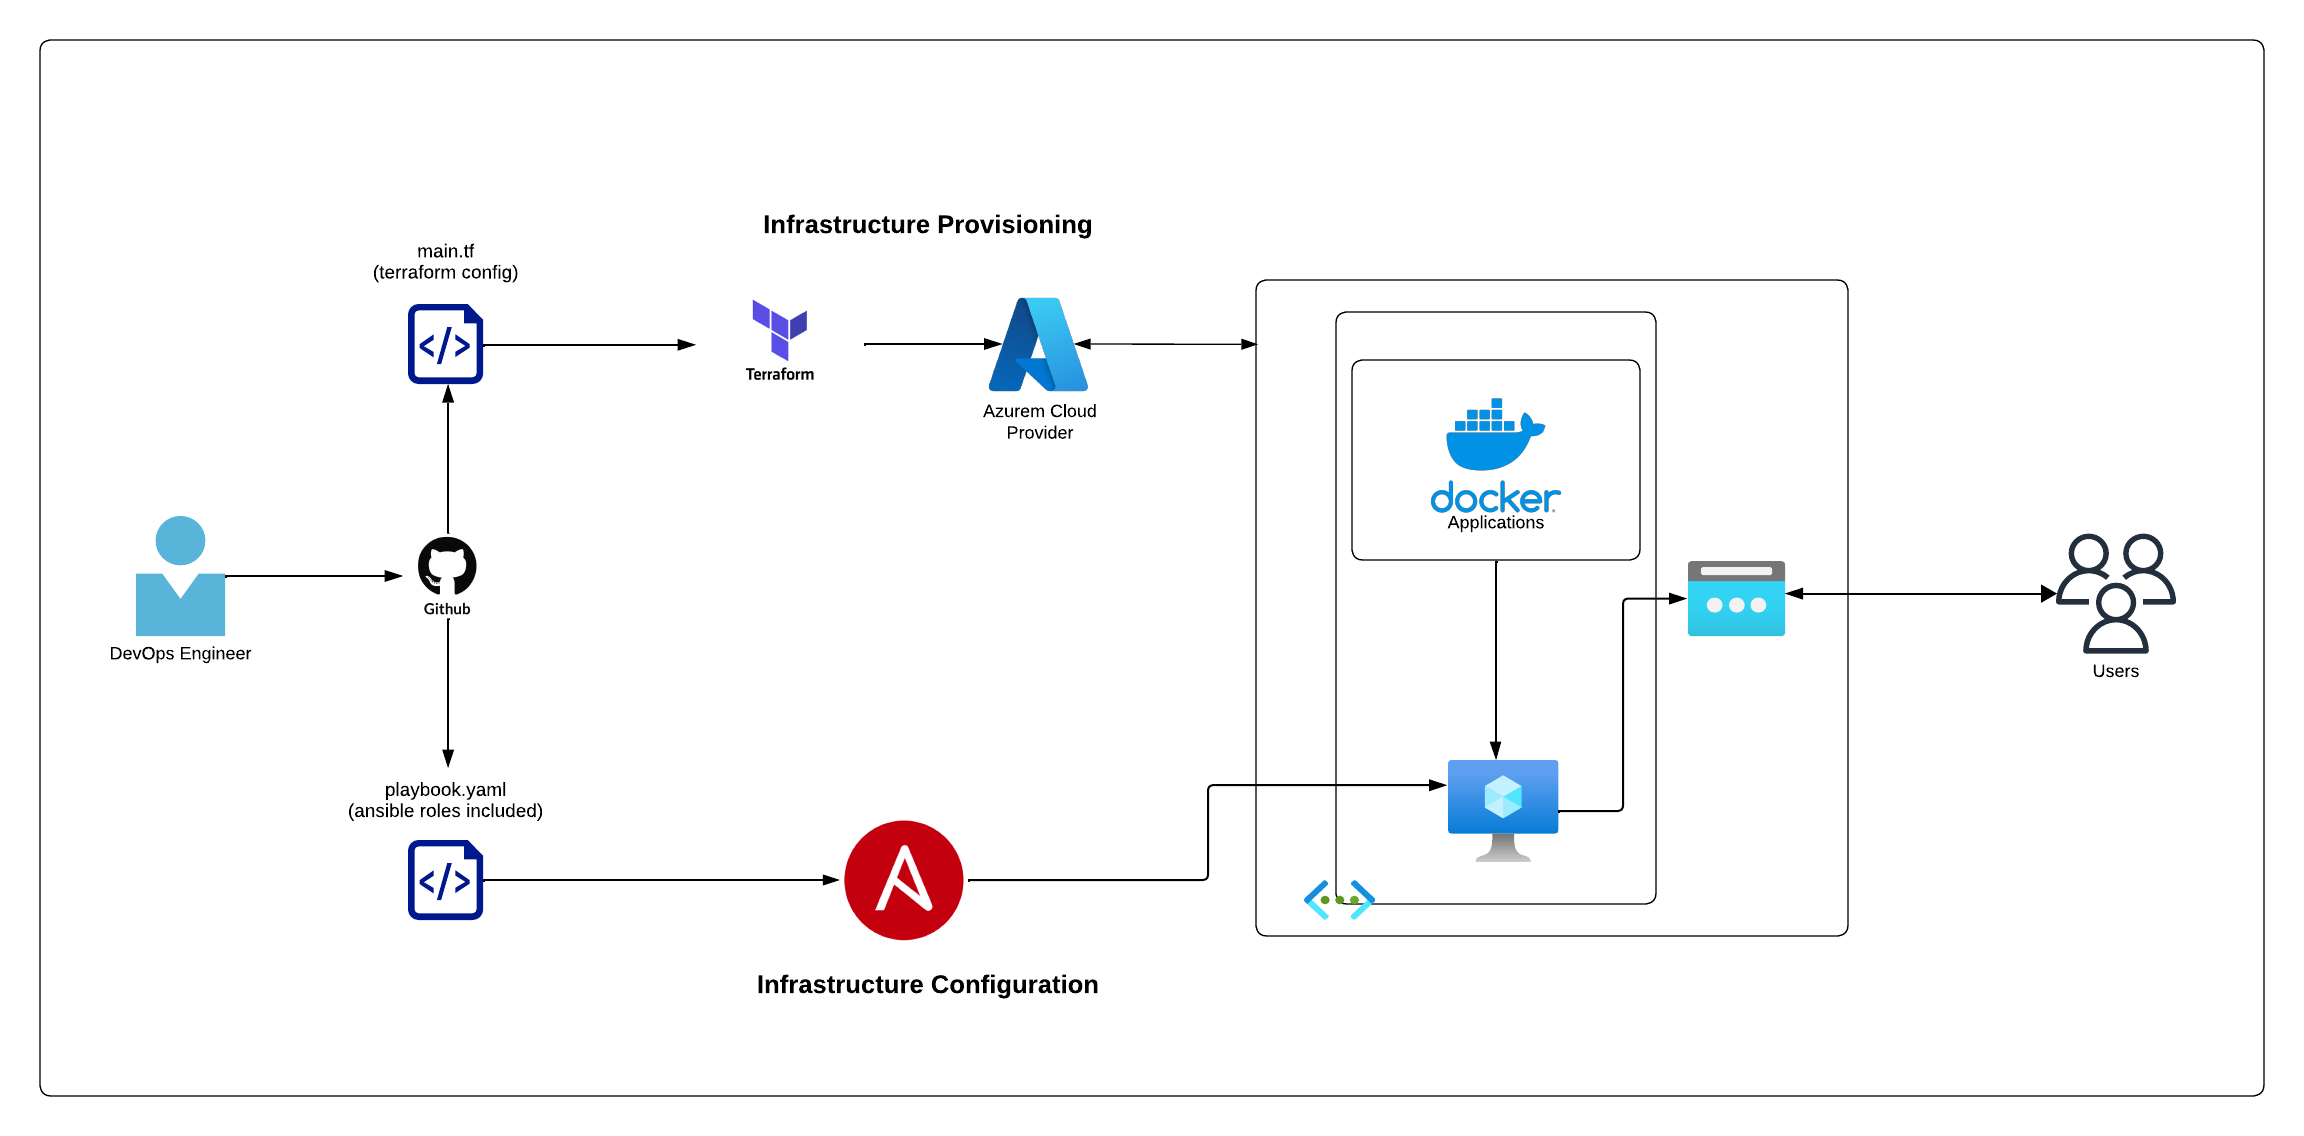 Infrastructure Provisioning
main.tf
(terraform config)
</>
Terraform
Azurem Cloud
Provider
docker
Applications
Github
DevOps Engineer
Users
playbook.yaml
(ansible roles included)
</>
Infrastructure Configuration